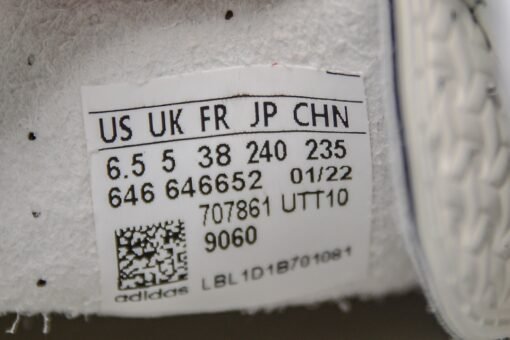 US UK FR JP CHN
6.5 5 38 240 235
646 646652 01/22
707861 UTT10
9060
adidas LBL1D1B701081